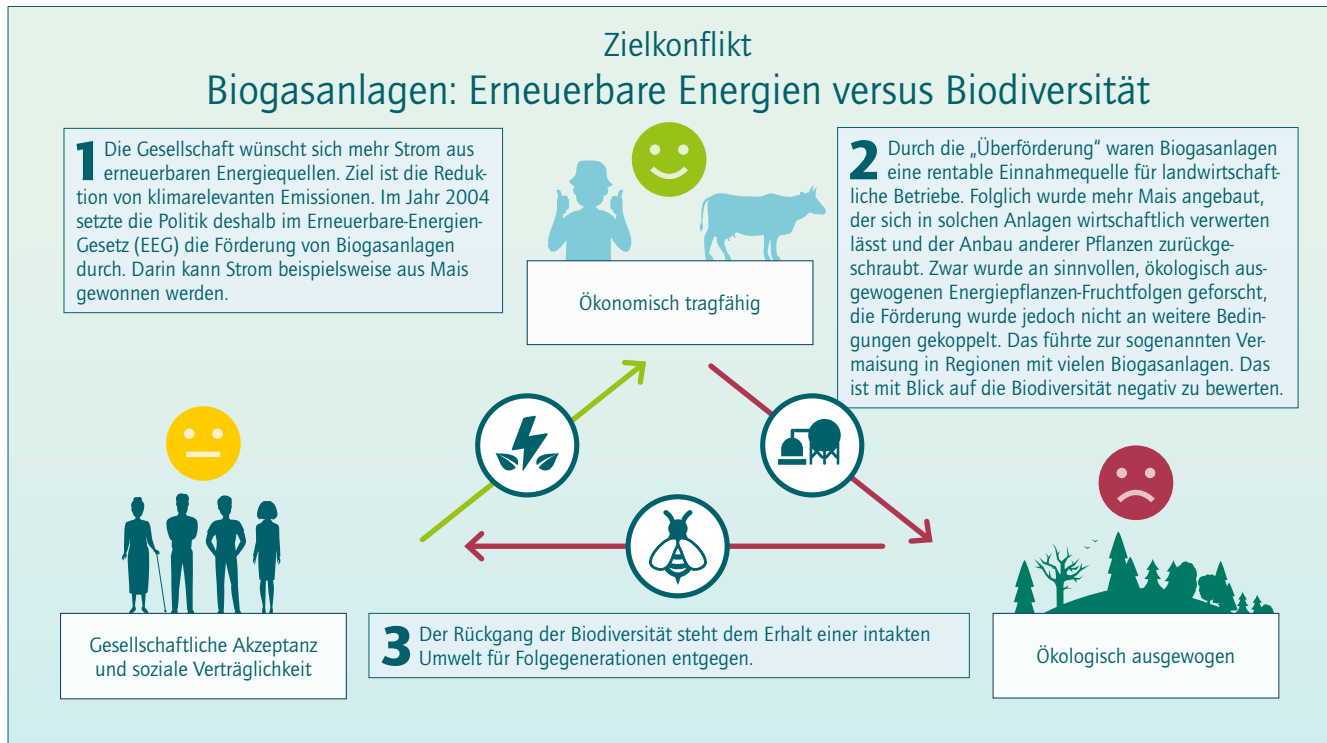 Zielkonflikt
Biogasanlagen: Erneuerbare Energien versus Biodiversität
1 Die Gesellschaft wünscht sich mehr Strom aus
erneuerbaren Energiequellen. Ziel ist die Reduk-
tion von klimarelevanten Emissionen. Im Jahr 2004
setzte die Politik deshalb im Erneuerbare-Energien-
Gesetz (EEG) die Förderung von Biogasanlagen
durch. Darin kann Strom beispielsweise aus Mais
gewonnen werden.
Ökonomisch tragfähig
2 Durch die „Überförderung“ waren Biogasanlagen
eine rentable Einnahmequelle für landwirtschaft-
liche Betriebe. Folglich wurde mehr Mais angebaut,
der sich in solchen Anlagen wirtschaftlich verwerten
lässt und der Anbau anderer Pflanzen zurückge-
schraubt. Zwar wurde an sinnvollen, ökologisch aus-
gewogenen Energiepflanzen-Fruchtfolgen geforscht,
die Förderung wurde jedoch nicht an weitere Bedin-
gungen gekoppelt. Das führte zur sogenannten Ver-
maisung in Regionen mit vielen Biogasanlagen. Das
ist mit Blick auf die Biodiversität negativ zu bewerten.
Gesellschaftliche Akzeptanz
und soziale Verträglichkeit
3 Der Rückgang der Biodiversität steht dem Erhalt einer intakten
Umwelt für Folgegenerationen entgegen.
Ökologisch ausgewogen